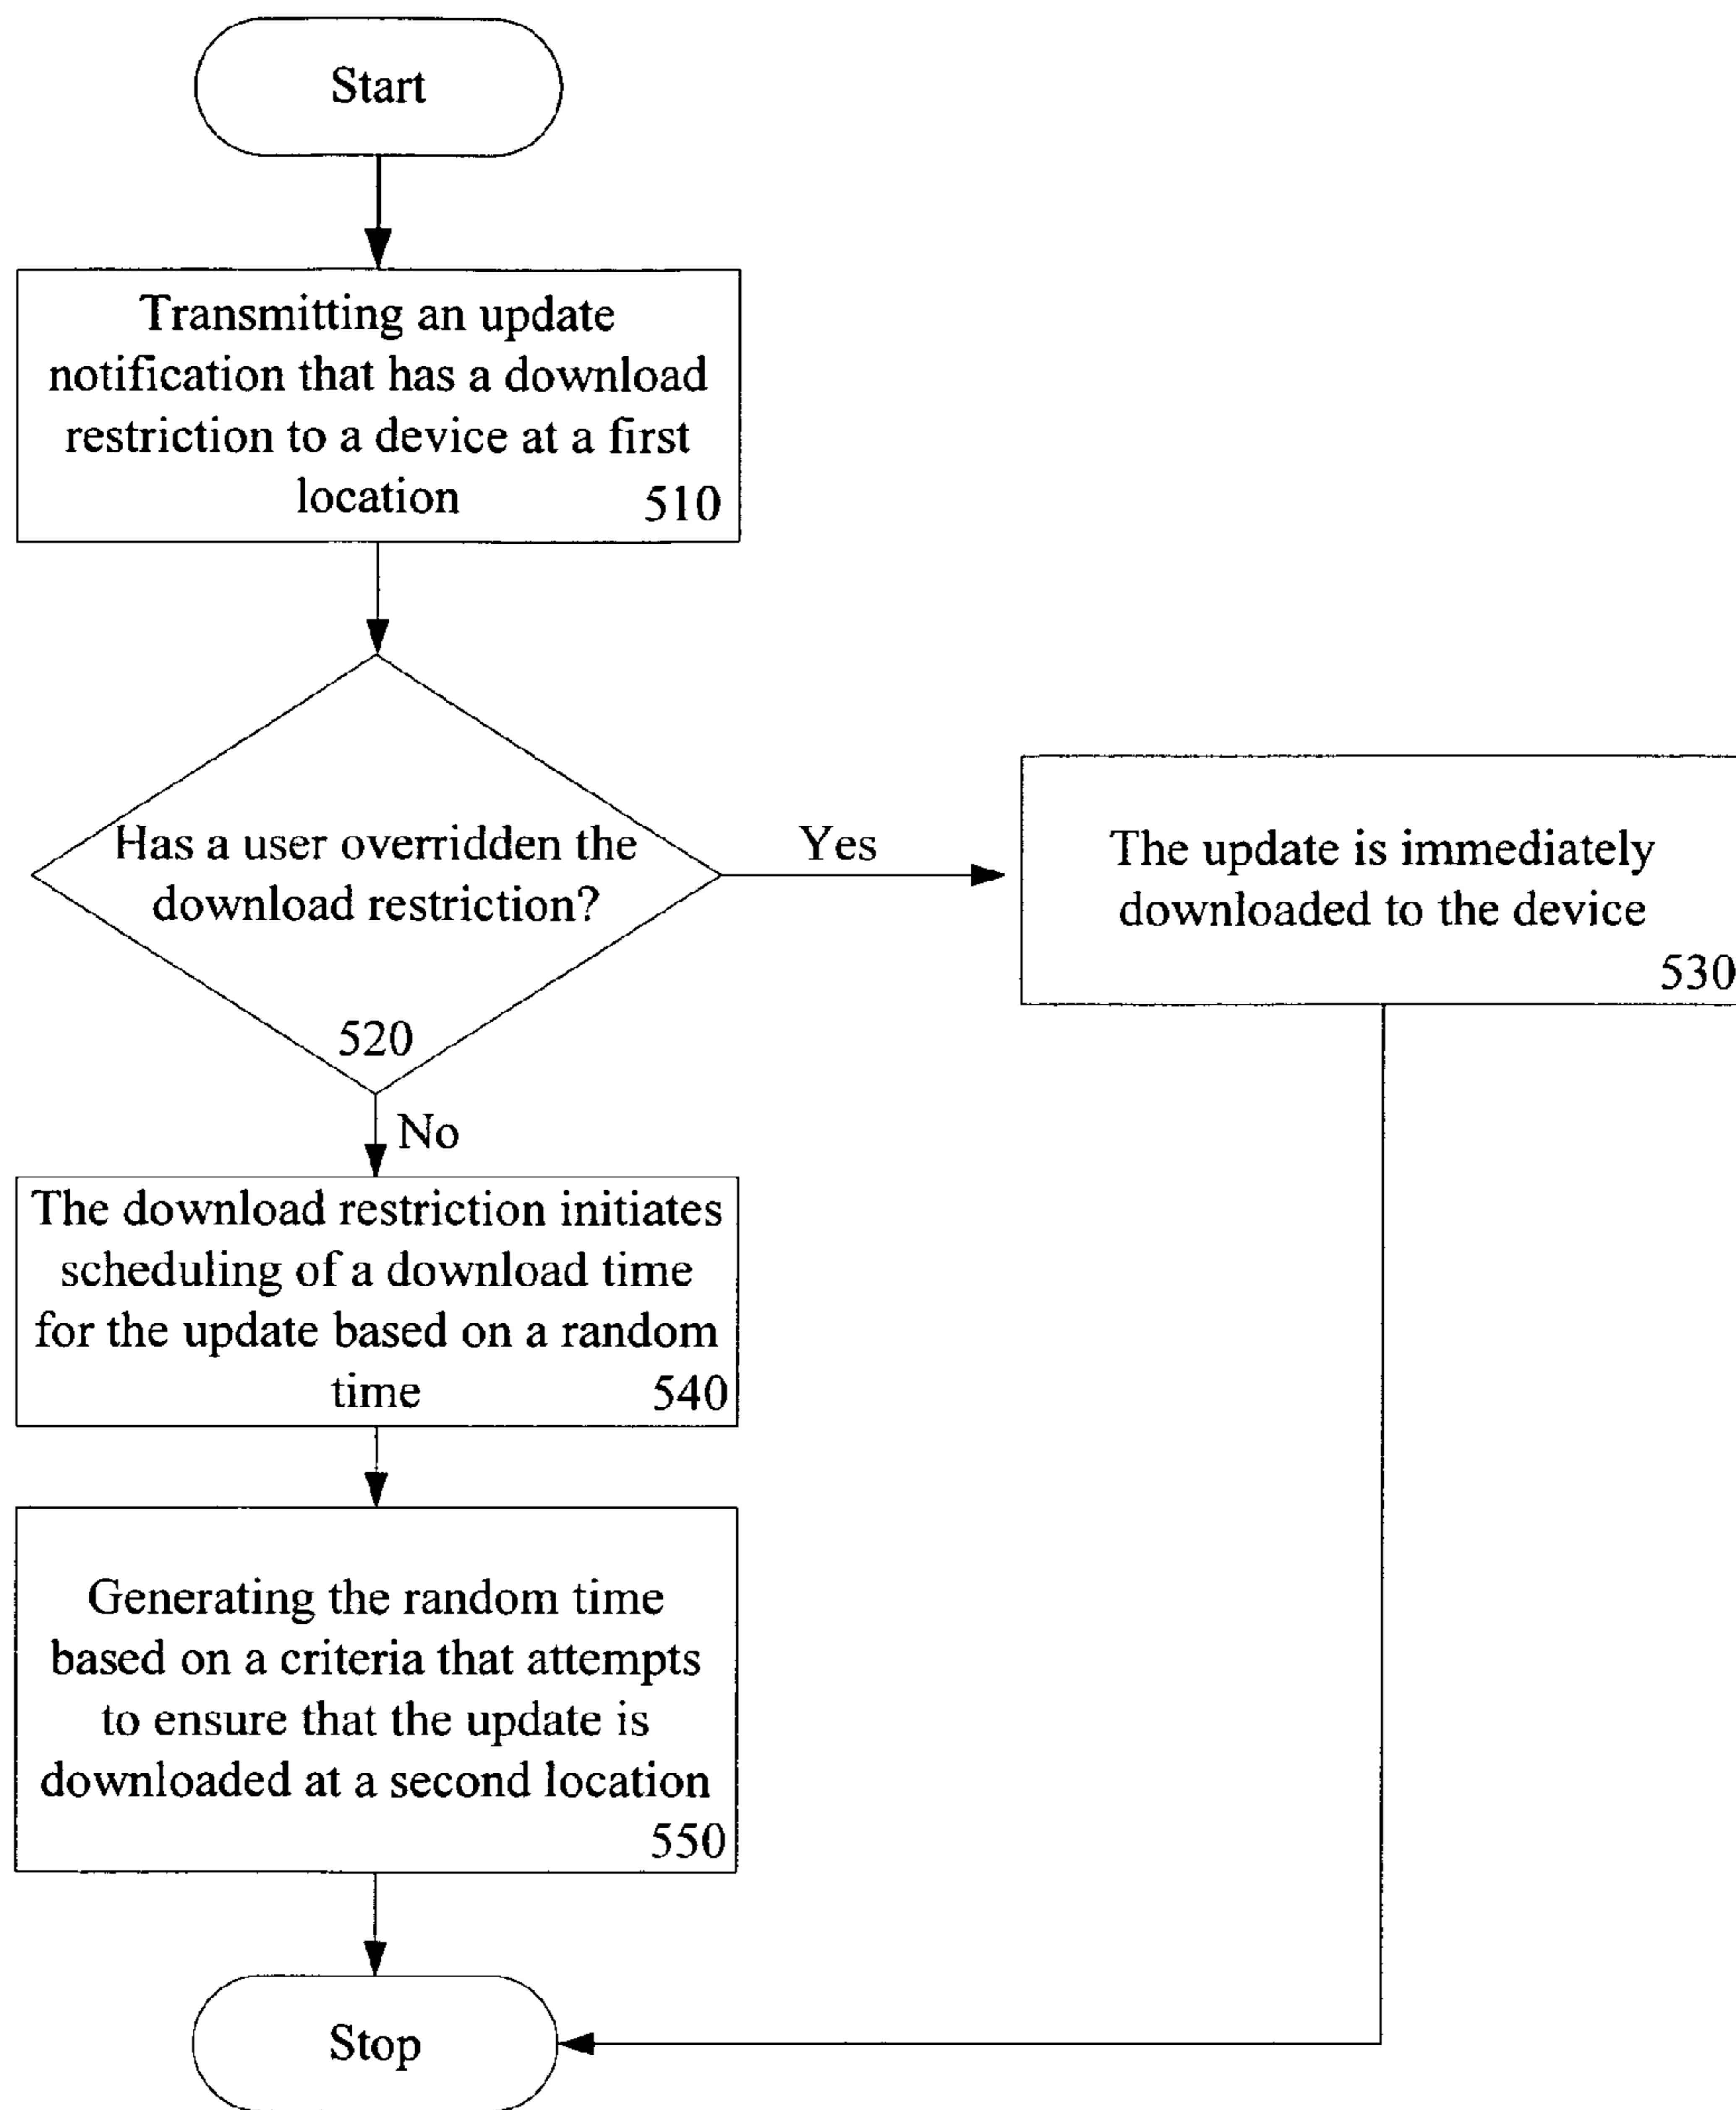 Start
Transmitting an update
notification that has a download
restriction to a device at a first
location
510
Has a user overridden the
download restriction?
520
Yes
The update is immediately
downloaded to the device
530
No
The download restriction initiates
scheduling of a download time
for the update based on a random
time
540
Generating the random time
based on a criteria that attempts
to ensure that the update is
downloaded at a second location
550
Stop